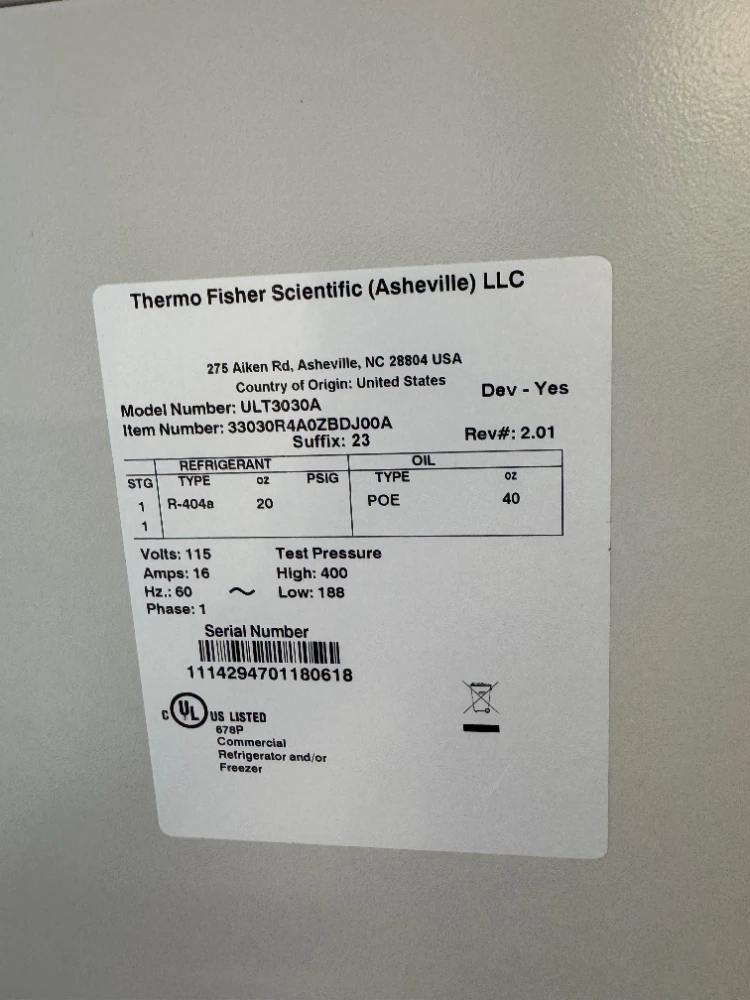 Thermo Fisher Scientific (Asheville) LLC
275 Aiken Rd, Asheville, NC 28804 USA
Country of Origin: United States
Dev - Yes
Model Number: ULT3030A
Item Number: 33030R4A0ZBDJ00A
Suffix: 23
Rev#: 2.01
REFRIGERANT OIL
STG TYPE oz PSIG TYPE oz
1 R-404a 20 POE 40
1
Volts: 115 Test Pressure
Amps: 16 High: 400
Hz.: 60 ~ Low: 188
Phase: 1
Serial Number
1114294701180618
C UL US LISTED
678P
Commercial
Refrigerator and/or
Freezer